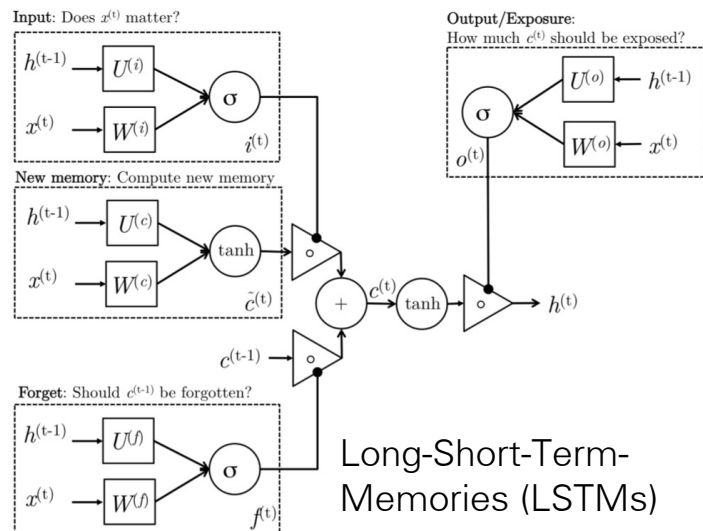 Input: Does x(t) matter?
h(t-1) U(i)
σ
x(t) W(i)
i(t)
New memory: Compute new memory
h(t-1) U(c)
tanh
x(t) W(c)
c̃(t)
Output/Exposure:
How much c(t) should be exposed?
U(o) h(t-1)
σ
W(o) x(t)
o(t)
∘
+ c(t) tanh ∘ h(t)
c(t-1) ∘
Forget: Should c(t-1) be forgotten?
h(t-1) U(f)
σ
x(t) W(f)
f(t)
Long-Short-Term-
Memories (LSTMs)